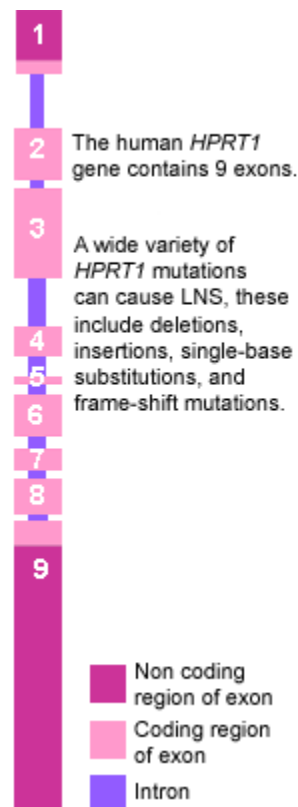 1
2
The human HPRT1
gene contains 9 exons.
3
A wide variety of
HPRT1 mutations
can cause LNS, these
include deletions,
insertions, single-base
substitutions, and
frame-shift mutations.
4
5
6
7
8
9
Non coding
region of exon
Coding region
of exon
Intron